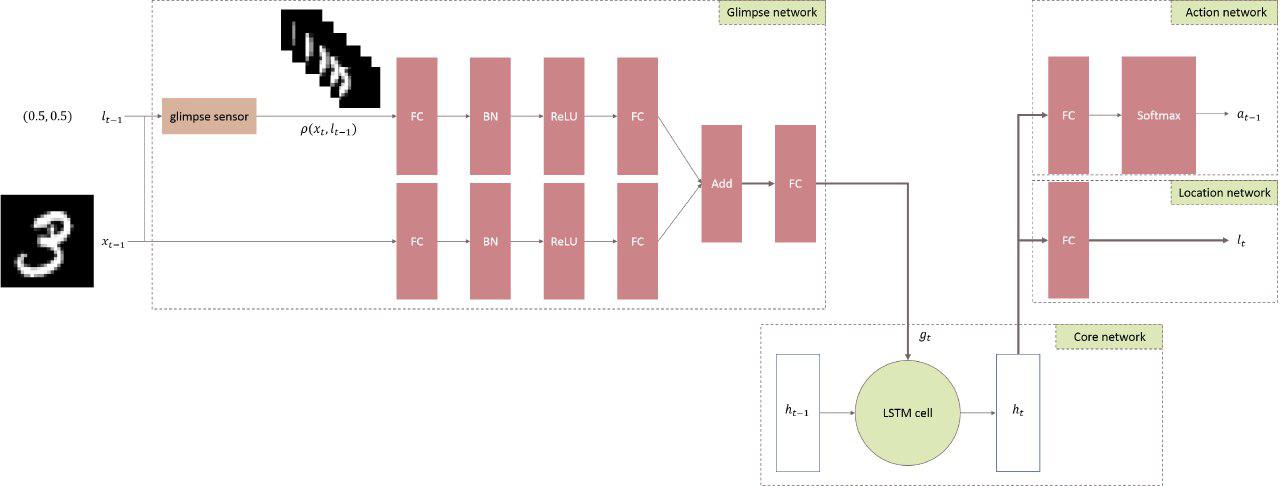 Glimpse network
Action network
(0.5, 0.5)
l_{t-1}
glimpse sensor
ρ(x_t, l_{t-1})
FC
BN
ReLU
FC
FC
Softmax
a_{t-1}
Add
FC
Location network
3
x_{t-1}
FC
BN
ReLU
FC
FC
l_t
g_t
Core network
h_{t-1}
LSTM cell
h_t